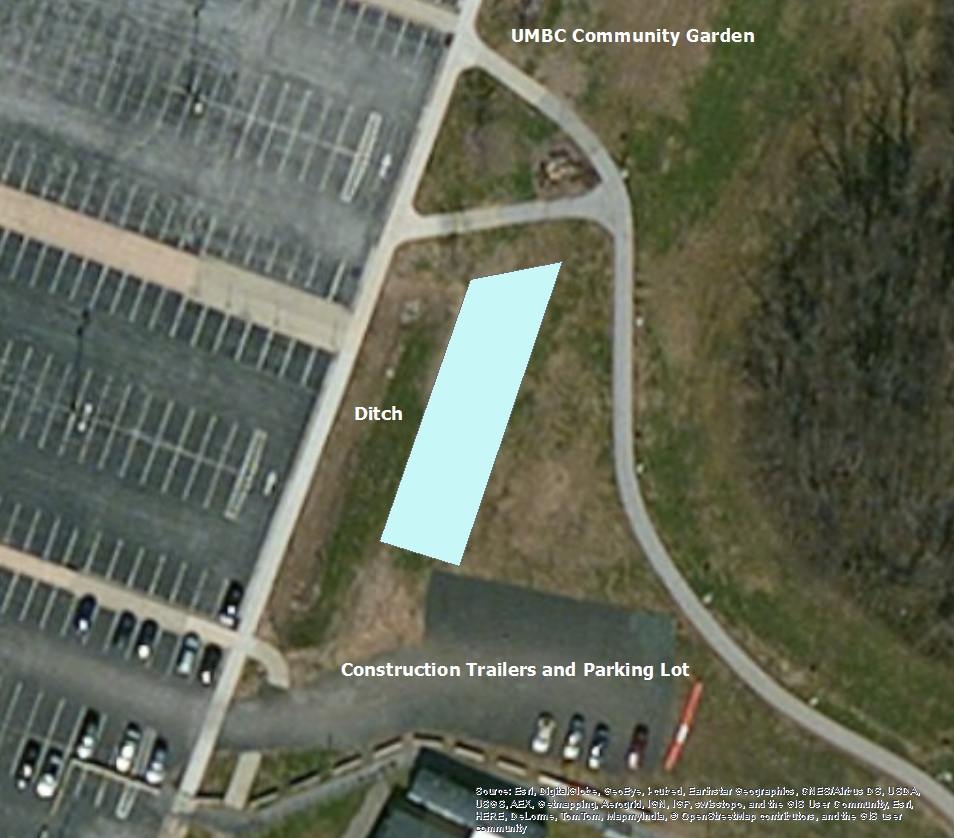 UMBC Community Garden
Ditch
Construction Trailers and Parking Lot
Source: Esri, DigitalGlobe, GeoEye, i-cubed, Earthstar Geographics, CNES/Airbus DS, USDA,
USGS, AEX, Getmapping, Aerogrid, IGN, IGP, swisstopo, and the GIS User Community, Esri,
HERE, DeLorme, TomTom, MapmyIndia, © OpenStreetMap contributors, and the GIS user
community